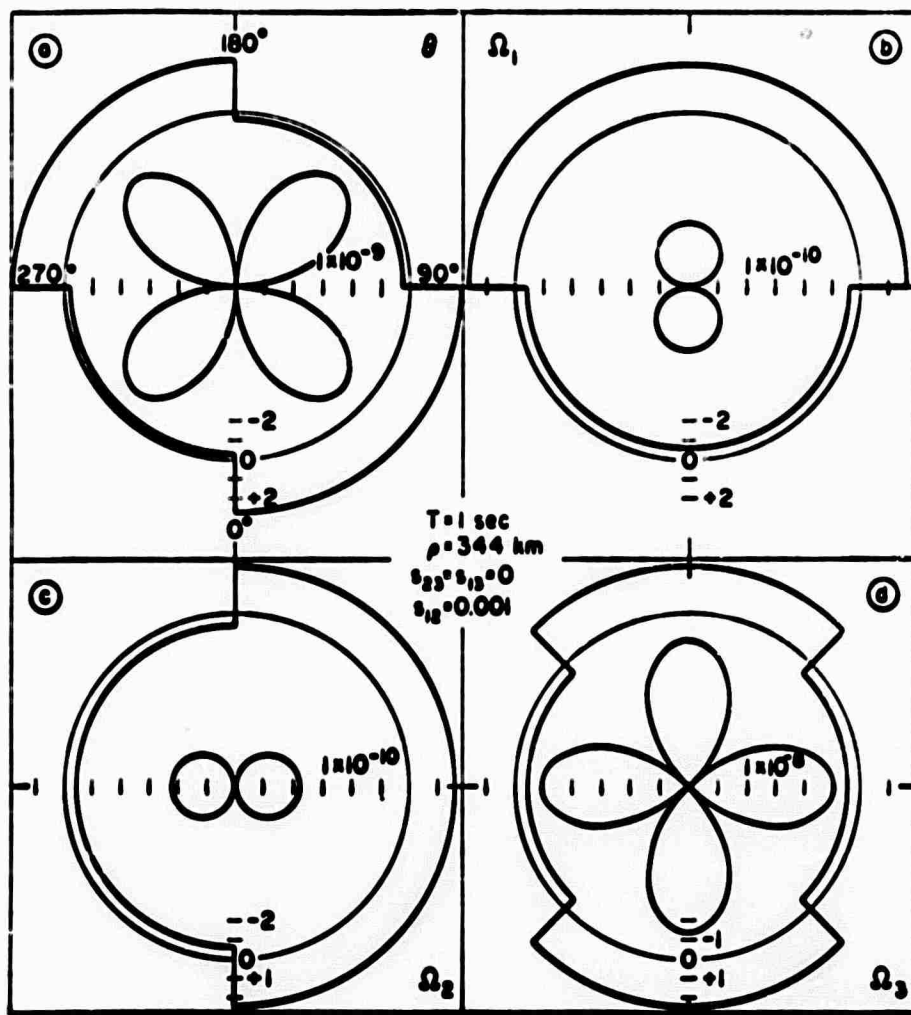 ⓐ 180° θ
1×10⁻⁹
270° 90°
-2
0
+2
0°
Ω₁ ⓑ
1×10⁻¹⁰
-2
0
+2
T=1 sec
ρ=344 km
s₂₃=s₁₃=0
s₁₂=0.001
ⓒ
1×10⁻¹⁰
-1
-2
0
+1
Ω₂
ⓓ
1×10⁻⁸
-1
0
+1
Ω₃